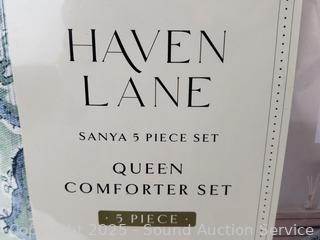 HAVEN
LANE
SANYA 5 PIECE SET
QUEEN
COMFORTER SET
· 5 PIECE ·
Copyright 2025 - Sound Auction Service